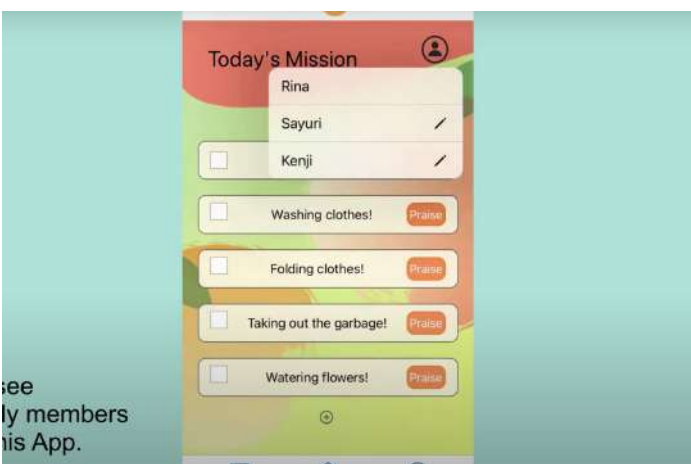 Today's Mission
Rina
Sayuri
Kenji
Washing clothes! Praise
Folding clothes! Praise
Taking out the garbage! Praise
Watering flowers! Praise
see
ly members
his App.